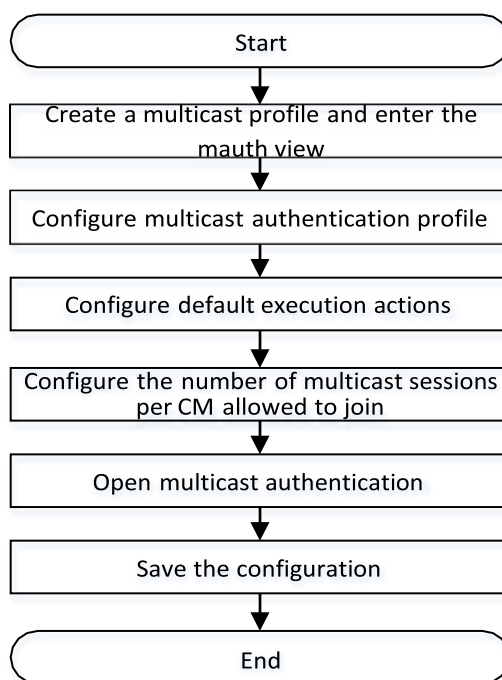 Start
Create a multicast profile and enter the
mauth view
Configure multicast authentication profile
Configure default execution actions
Configure the number of multicast sessions
per CM allowed to join
Open multicast authentication
Save the configuration
End